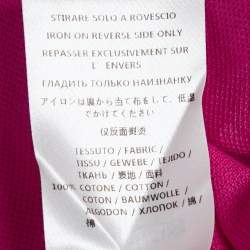 STIRARE SOLO A ROVESCIO
IRON ON REVERSE SIDE ONLY
REPASSER EXCLUSIVEMENT SUR
L' ENVERS
ГЛАДИТЬ ТОЛЬКО НАИЗНАНКУ
アイロンは裏から当て布をして、低温
でかけてください
仅反面熨烫
TESSUTO / FABRIC /
TISSU / GEWEBE / TEJIDO /
ТКАНЬ / 表地 / 面料
100% COTONE / COTTON /
COTON / BAUMWOLLE /
ALGODON / ХЛОПОК / 綿 /
棉